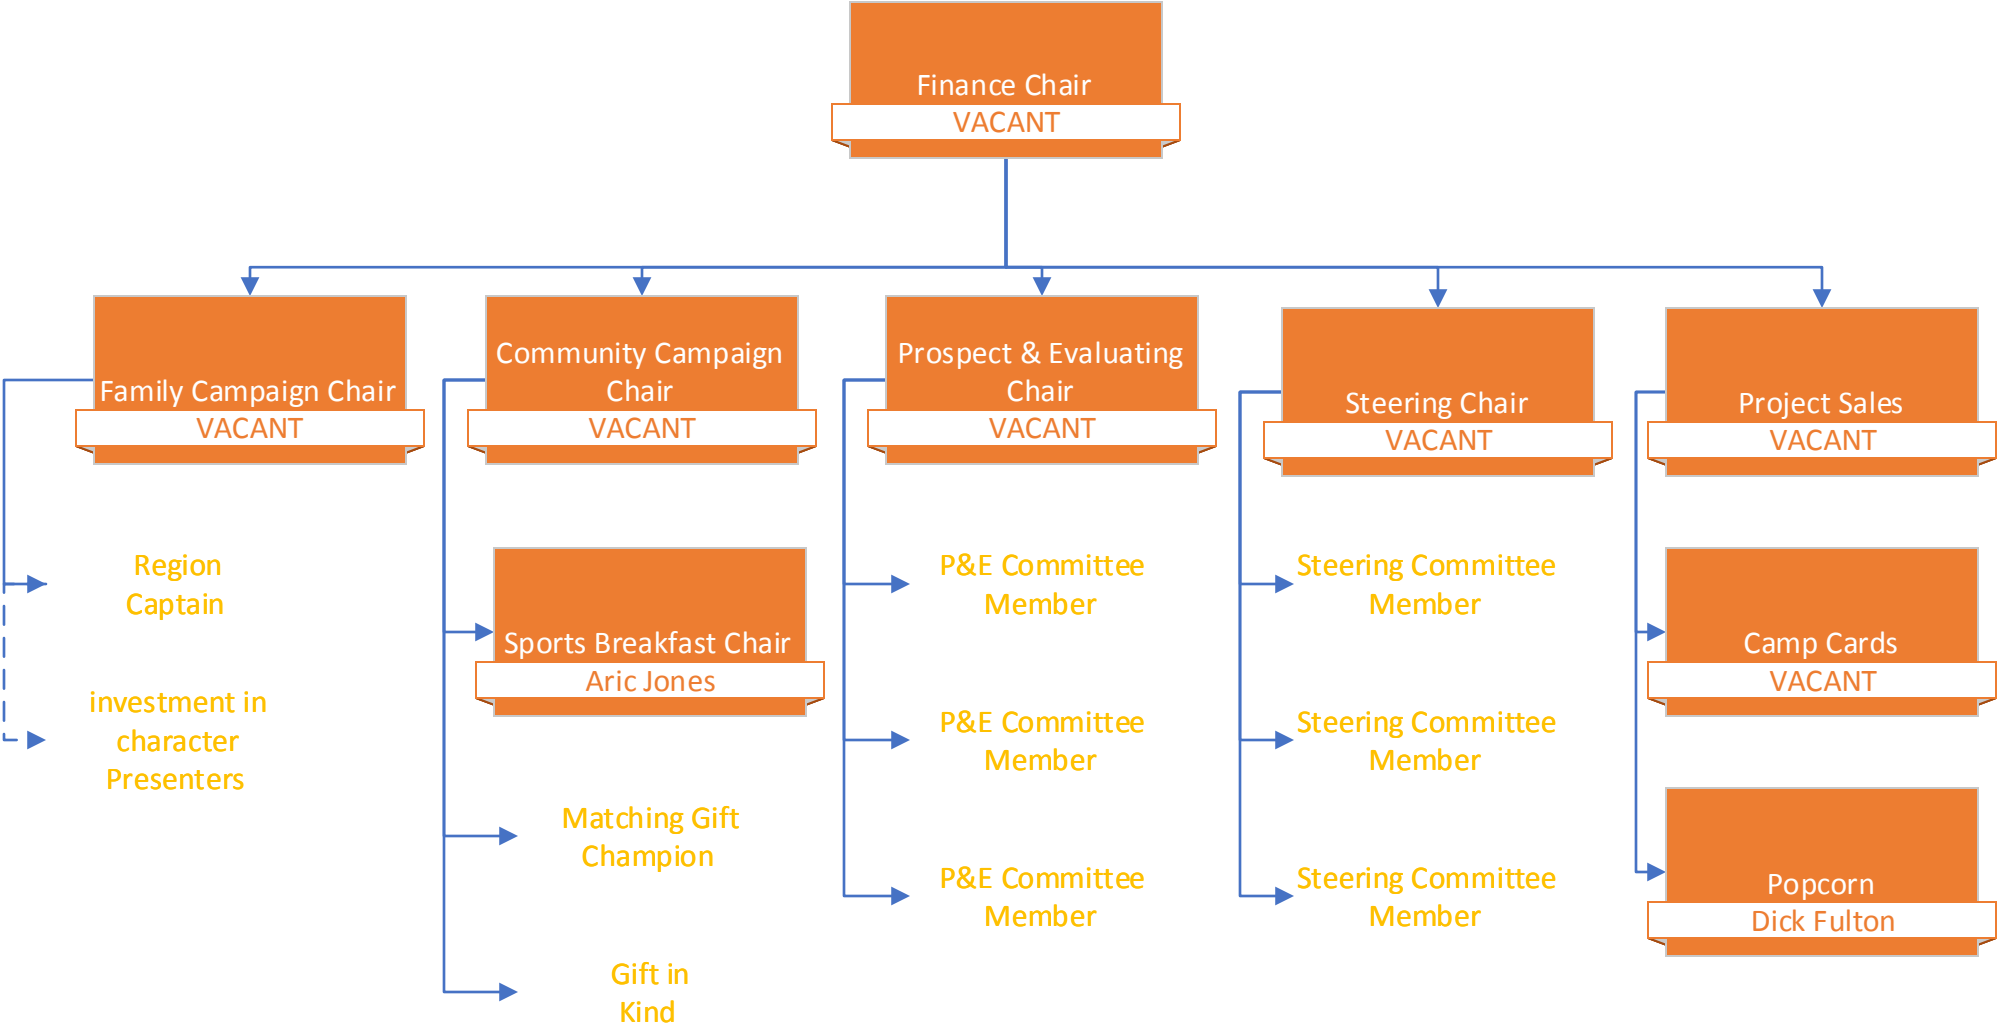 Finance Chair
VACANT
Family Campaign Chair
VACANT
Community Campaign
Chair
VACANT
Prospect & Evaluating
Chair
VACANT
Steering Chair
VACANT
Project Sales
VACANT
Region
Captain
investment in
character
Presenters
Sports Breakfast Chair
Aric Jones
Matching Gift
Champion
Gift in
Kind
P&E Committee
Member
P&E Committee
Member
P&E Committee
Member
Steering Committee
Member
Steering Committee
Member
Steering Committee
Member
Camp Cards
VACANT
Popcorn
Dick Fulton